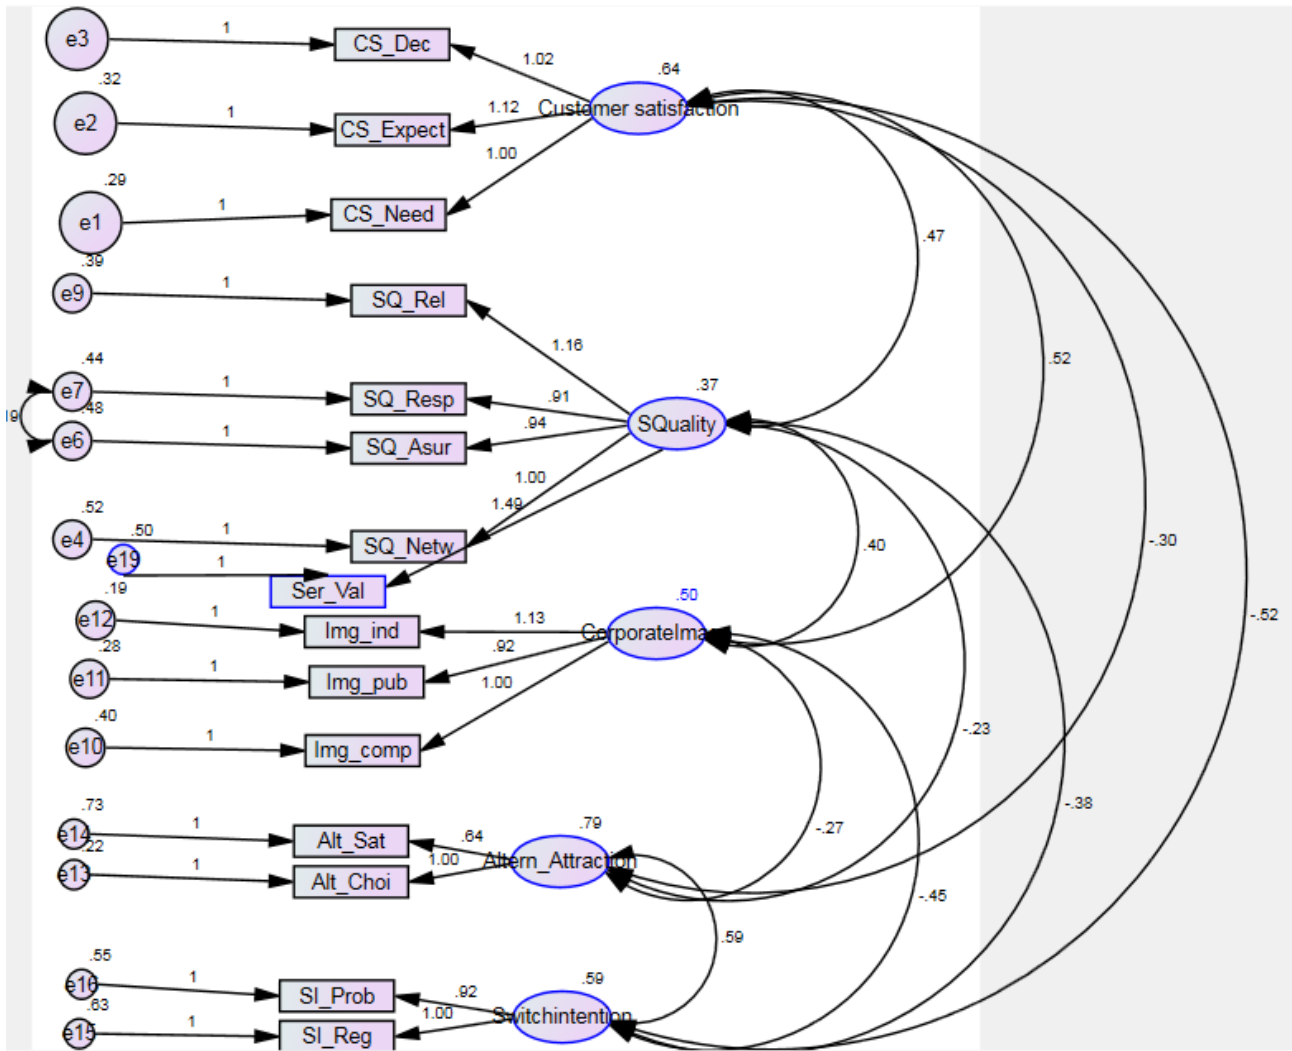 e3 1 CS_Dec 1.02 .64
.32
e2 1 CS_Expect 1.12 Customer satisfaction
.29 1.00
e1 1 CS_Need
.47
.39
e9 1 SQ_Rel
1.16 .52
.44 .37
e7 1 SQ_Resp .91
.48 .94 SQuality
e6 1 SQ_Asur
1.00
.52 1.49
e4 .50 1 SQ_Netw .40 -.30
e19 1
.19 Ser_Val .50 -.52
e12 1 Img_ind 1.13
.28 .92
e11 1 Img_pub 1.00
.40 -.23
e10 1 Img_comp
.73 -.38
e14 1 Alt_Sat .64 .79 -.27
.22 1.00 Altern_Attraction
e13 1 Alt_Choi
-.45
.59
.55
e16 1 SI_Prob .92 .59
.63 1.00 Switchintention
e15 1 SI_Reg